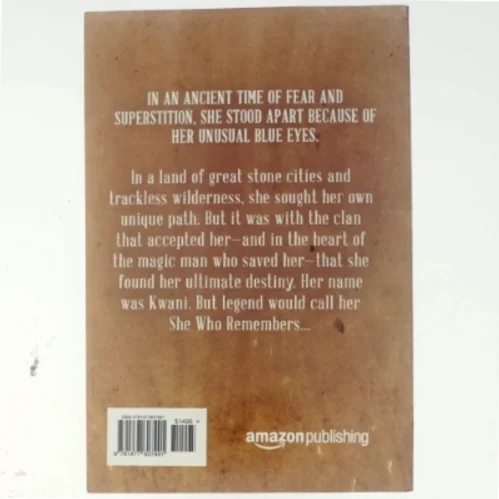 IN AN ANCIENT TIME OF FEAR AND
SUPERSTITION, SHE STOOD APART BECAUSE OF
HER UNUSUAL BLUE EYES.
In a land of great stone cities and
trackless wilderness, she sought her own
unique path. But it was with the clan
that accepted her—and in the heart of
the magic man who saved her—that she
found her ultimate destiny. Her name
was Kwani. But legend would call her
She Who Remembers...
amazonpublishing